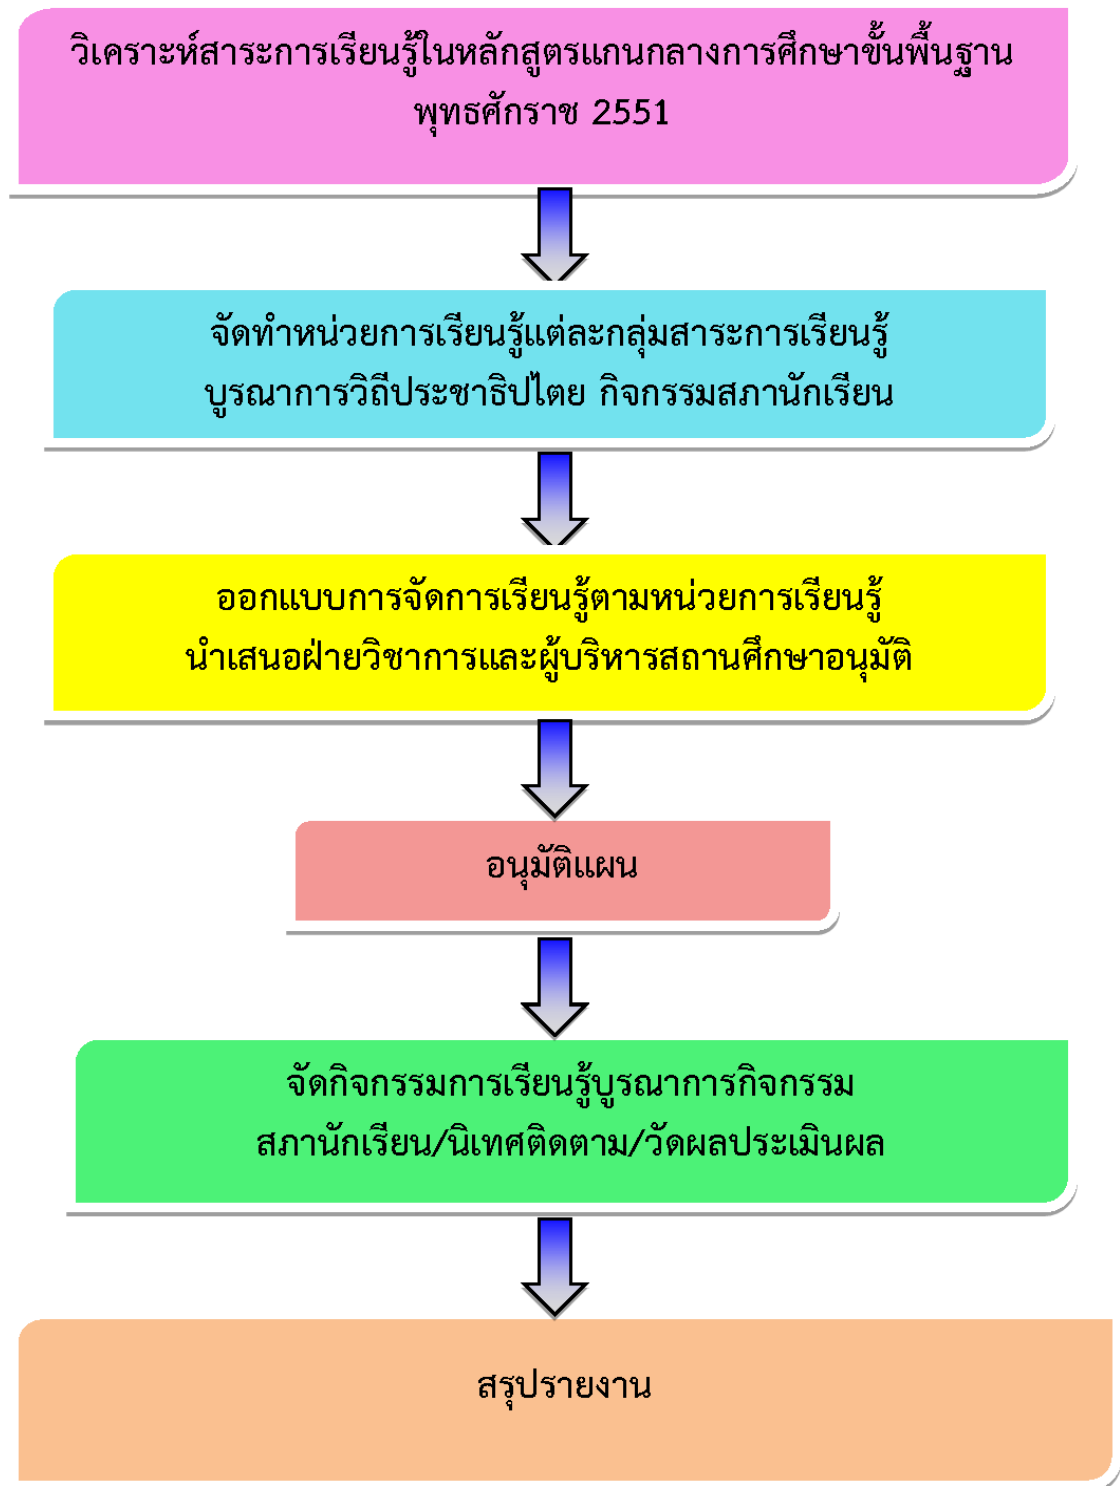 วิเคราะห์สาระการเรียนรู้ในหลักสูตรแกนกลางการศึกษาขั้นพื้นฐาน
พุทธศักราช 2551
จัดทำหน่วยการเรียนรู้แต่ละกลุ่มสาระการเรียนรู้
บูรณาการวิถีประชาธิปไตย กิจกรรมสภานักเรียน
ออกแบบการจัดการเรียนรู้ตามหน่วยการเรียนรู้
นำเสนอฝ่ายวิชาการและผู้บริหารสถานศึกษาอนุมัติ
อนุมัติแผน
จัดกิจกรรมการเรียนรู้บูรณาการกิจกรรม
สภานักเรียน/นิเทศติดตาม/วัดผลประเมินผล
สรุปรายงาน